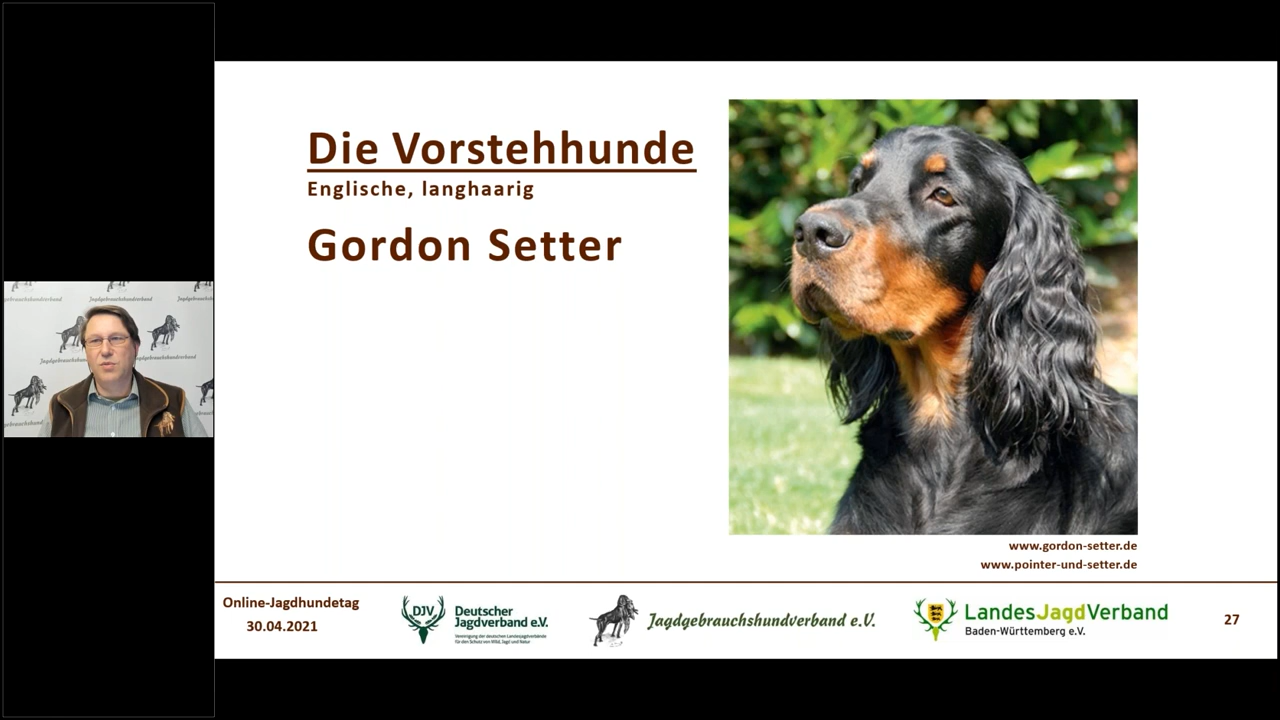 Die Vorstehhunde
Englische, langhaarig
Gordon Setter
www.gordon-setter.de
www.pointer-und-setter.de
Online-Jagdhundetag
30.04.2021
DJV
Deutscher
Jagdverband e.V.
Vereinigung der deutschen Landesjagdverbände
für den Schutz von Wild, Jagd und Natur
Jagdgebrauchshundverband e.V.
LandesJagdVerband
Baden-Württemberg e.V.
27
Jagdgebrauchshundverband